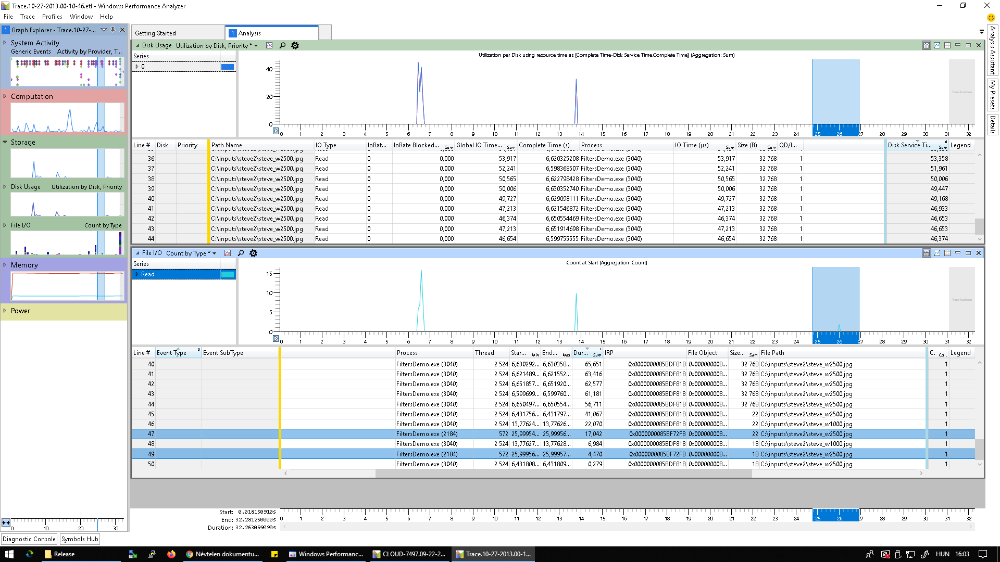 Trace.10-27-2013.00-10-46.etl - Windows Performance Analyzer
File Trace Profiles Window Help
1 Graph Explorer - Trace.10-27-...
System Activity
Generic Events Activity by Provider, T...
Computation
Storage
Disk Usage Utilization by Disk, Priority
File I/O Count by Type
Memory
Power
0 10 20 30
Diagnostic Console Symbols Hub
Getting Started
1 Analysis
Disk Usage Utilization by Disk, Priority *
Series
0
Utilization per Disk using resource time as [Complete Time-Disk Service Time,Complete Time] (Aggregation: Sum)
40
20
0
Trace Rundown
0 1 2 3 4 5 6 7 8 9 10 11 12 13 14 15 16 17 18 19 20 21 22 23 24 25 26 27 28 29 30 31 32
Line # Disk Priority Path Name IO Type IoRat... IoRate Blocked... Sum Global IO Time... Sum Complete Time (s) Process IO Time (µs) Sum Size (B) Sum QD/I... Disk Service Ti... Sum Legend
36 C:\inputs\steve2\steve_w2500.jpg Read 0 0,000 53,917 6,620325208 FiltersDemo.exe (3040) 53,917 32 768 1 53,358
37 C:\inputs\steve2\steve_w2500.jpg Read 0 0,000 52,241 6,598368507 FiltersDemo.exe (3040) 52,241 32 768 1 51,961
38 C:\inputs\steve2\steve_w2500.jpg Read 0 0,000 50,565 6,622798428 FiltersDemo.exe (3040) 50,565 32 768 1 50,006
39 C:\inputs\steve2\steve_w2500.jpg Read 0 0,000 50,006 6,630352740 FiltersDemo.exe (3040) 50,006 32 768 1 49,447
40 C:\inputs\steve2\steve_w2500.jpg Read 0 0,000 49,727 6,629098111 FiltersDemo.exe (3040) 49,727 32 768 1 49,168
41 C:\inputs\steve2\steve_w2500.jpg Read 0 0,000 47,213 6,621546872 FiltersDemo.exe (3040) 47,213 32 768 1 46,933
42 C:\inputs\steve2\steve_w2500.jpg Read 0 0,000 46,374 6,650554469 FiltersDemo.exe (3040) 46,374 32 768 1 46,653
43 C:\inputs\steve2\steve_w2500.jpg Read 0 0,000 47,213 6,651914698 FiltersDemo.exe (3040) 47,213 32 768 1 46,653
44 C:\inputs\steve2\steve_w2500.jpg Read 0 0,000 46,654 6,599755555 FiltersDemo.exe (3040) 46,654 32 768 1 46,374
File I/O Count by Type *
Series
Read
Count at Start (Aggregation: Count)
15
10
5
0
Trace Rundown
0 1 2 3 4 5 6 7 8 9 10 11 12 13 14 15 16 17 18 19 20 21 22 23 24 25 26 27 28 29 30 31 32
Line # Event Type 0 Event SubType Process Thread Star... Min End... Max Dur... Sum IRP File Object Size... Sum File Path C. Co. Legend
40 FiltersDemo.exe (3040) 2 524 6,630292... 6,630358... 65,651 0x0000000085BDF818 0x000000008... 32 768 C:\inputs\steve2\steve_w2500.jpg 1
41 FiltersDemo.exe (3040) 2 524 6,621489... 6,621552... 63,416 0x0000000085BDF818 0x000000008... 32 768 C:\inputs\steve2\steve_w2500.jpg 1
42 FiltersDemo.exe (3040) 2 524 6,651857... 6,651920... 62,577 0x0000000085BDF818 0x000000008... 32 768 C:\inputs\steve2\steve_w2500.jpg 1
43 FiltersDemo.exe (3040) 2 524 6,599699... 6,599760... 61,181 0x0000000085BDF818 0x000000008... 32 768 C:\inputs\steve2\steve_w2500.jpg 1
44 FiltersDemo.exe (3040) 2 524 6,650497... 6,650554... 56,711 0x0000000085BDF818 0x000000008... 32 768 C:\inputs\steve2\steve_w2500.jpg 1
45 FiltersDemo.exe (3040) 2 524 6,431756... 6,431797... 41,067 0x0000000085BDF818 0x000000008... 22 C:\inputs\steve2\steve_w2500.jpg 1
46 FiltersDemo.exe (3040) 2 524 13,77624... 13,77626... 22,070 0x0000000085BDF818 0x000000008... 22 C:\inputs\steve2\steve_w1000.jpg 1
47 FiltersDemo.exe (2184) 572 25,99954... 25,99956... 17,042 0x0000000085BF72F8 0x000000008... 22 C:\inputs\steve2\steve_w2500.jpg 1
48 FiltersDemo.exe (3040) 2 524 13,77627... 13,77628... 6,984 0x0000000085BDF818 0x000000008... 18 C:\inputs\steve2\steve_w1000.jpg 1
49 FiltersDemo.exe (2184) 572 25,99956... 25,99957... 4,470 0x0000000085BF72F8 0x000000008... 18 C:\inputs\steve2\steve_w2500.jpg 1
50 FiltersDemo.exe (3040) 2 524 6,431808... 6,431809... 0,279 0x0000000085BDF818 0x000000008... 18 C:\inputs\steve2\steve_w2500.jpg 1
Start: 0.018150910s
End: 32.281250000s
Duration: 32.263099090s
0 1 2 3 4 5 6 7 8 9 10 11 12 13 14 15 16 17 18 19 20 21 22 23 24 25 26 27 28 29 30 31 32
Analysis Assistant
My Presets
Details
Release
Névtelen dokumentu...
Windows Performanc...
CLOUD-7497.09-22-2...
Trace.10-27-2013.00-1...
HUN 16:03